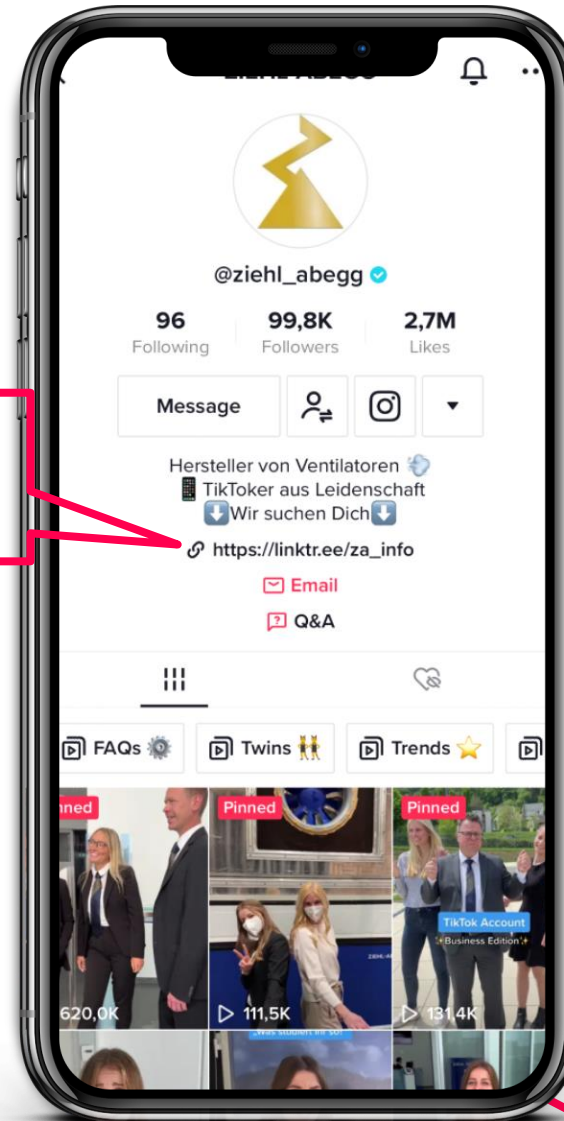 @ziehl_abegg
96
Following
99,8K
Followers
2,7M
Likes
Message
Hersteller von Ventilatoren 💨
📱TikToker aus Leidenschaft
⬇️Wir suchen Dich⬇️
https://linktr.ee/za_info
Email
Q&A
FAQs ⚙️
Twins 👯
Trends ⭐
Pinned
Pinned
TikTok Account
✨Business Edition✨
620,0K
111,5K
131,4K